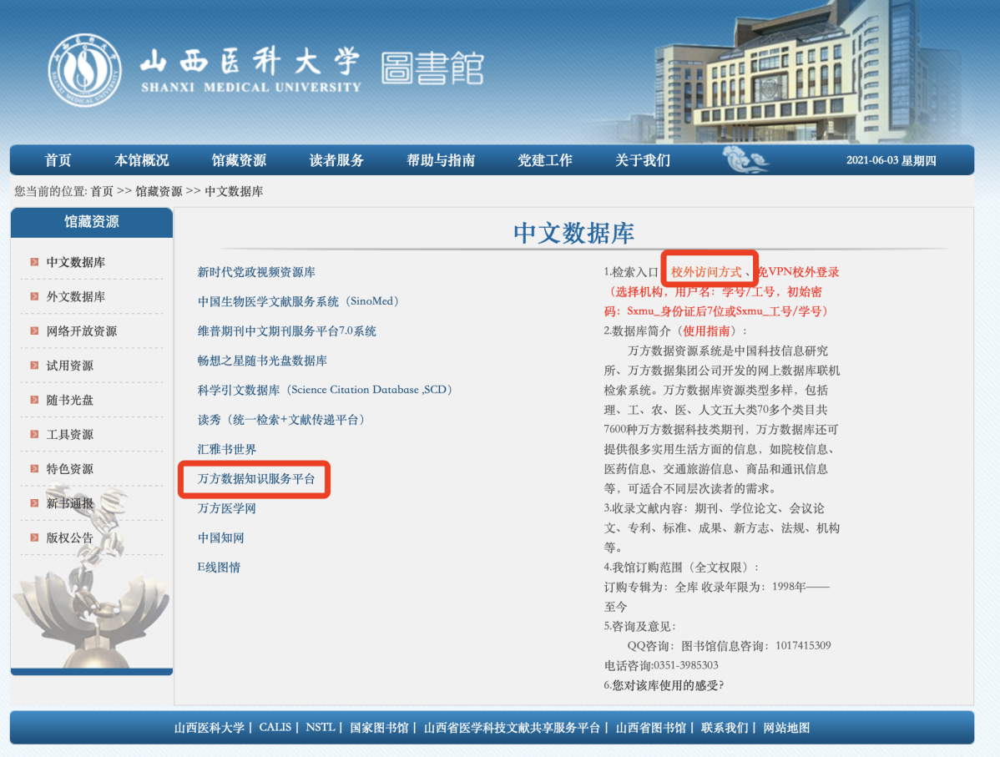 山西医科大学 圖書館
SHANXI MEDICAL UNIVERSITY
首页 本馆概况 馆藏资源 读者服务 帮助与指南 党建工作 关于我们 2021-06-03 星期四
您当前的位置: 首页 >> 馆藏资源 >> 中文数据库
馆藏资源
中文数据库
外文数据库
网络开放资源
试用资源
随书光盘
工具资源
特色资源
新书通报
版权公告
中文数据库
新时代党政视频资源库
中国生物医学文献服务系统（SinoMed）
维普期刊中文期刊服务平台7.0系统
畅想之星随书光盘数据库
科学引文数据库（Science Citation Database ,SCD）
读秀（统一检索+文献传递平台）
汇雅书世界
万方数据知识服务平台
万方医学网
中国知网
E线图情
1.检索入口 校外访问方式 、免VPN校外登录
（选择机构，用户名：学号/工号，初始密
码：Sxmu_身份证后7位或Sxmu_工号/学号）
2.数据库简介（使用指南）:
万方数据资源系统是中国科技信息研究
所、万方数据集团公司开发的网上数据库联机
检索系统。万方数据库资源类型多样，包括
理、工、农、医、人文五大类70多个类目共
7600种万方数据科技类期刊，万方数据库还可
提供很多实用生活方面的信息，如院校信息、
医药信息、交通旅游信息、商品和通讯信息
等，可适合不同层次读者的需求。
3.收录文献内容：期刊、学位论文、会议论
文、专利、标准、成果、新方志、法规、机构
等。
4.我馆订购范围（全文权限）:
订购专辑为：全库 收录年限为：1998年——
至今
5.咨询及意见:
QQ咨询：图书馆信息咨询：1017415309
电话咨询:0351-3985303
6.您对该库使用的感受?
山西医科大学 | CALIS | NSTL | 国家图书馆 | 山西省医学科技文献共享服务平台 | 山西省图书馆 | 联系我们 | 网站地图